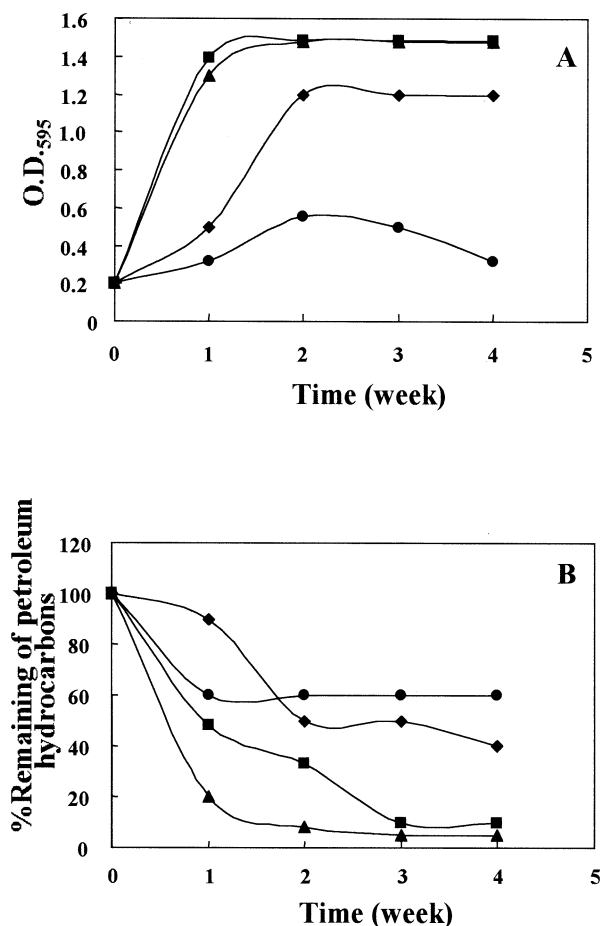 1.6
1.4
1.2
1.0
0.8
0.6
0.4
0.2
0
O.D.595
A
0 1 2 3 4 5
Time (week)
120
100
80
60
40
20
0
%Remaining of petroleum
hydrocarbons
B
0 1 2 3 4 5
Time (week)